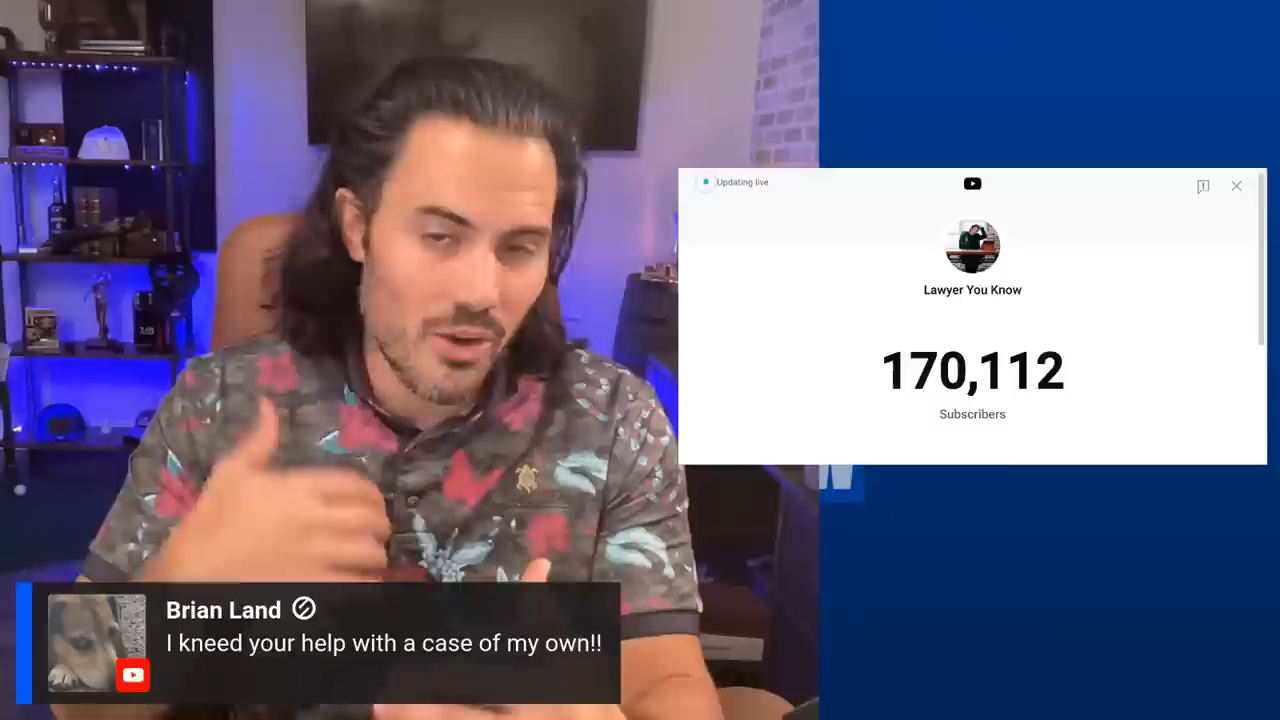 Updating live
Lawyer You Know
170,112
Subscribers
W
Brian Land
I kneed your help with a case of my own!!